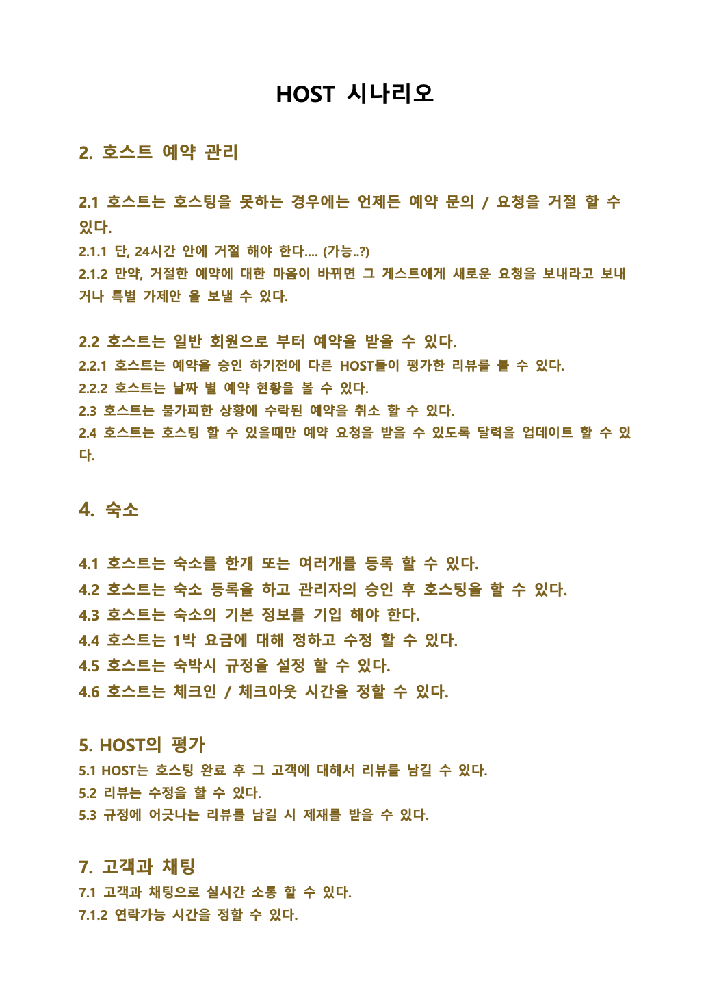 HOST 시나리오
2. 호스트 예약 관리
2.1 호스트는 호스팅을 못하는 경우에는 언제든 예약 문의 / 요청을 거절 할 수
있다.
2.1.1 단, 24시간 안에 거절 해야 한다.... (가능..?)
2.1.2 만약, 거절한 예약에 대한 마음이 바뀌면 그 게스트에게 새로운 요청을 보내라고 보내
거나 특별 가제안 을 보낼 수 있다.
2.2 호스트는 일반 회원으로 부터 예약을 받을 수 있다.
2.2.1 호스트는 예약을 승인 하기전에 다른 HOST들이 평가한 리뷰를 볼 수 있다.
2.2.2 호스트는 날짜 별 예약 현황을 볼 수 있다.
2.3 호스트는 불가피한 상황에 수락된 예약을 취소 할 수 있다.
2.4 호스트는 호스팅 할 수 있을때만 예약 요청을 받을 수 있도록 달력을 업데이트 할 수 있
다.
4. 숙소
4.1 호스트는 숙소를 한개 또는 여러개를 등록 할 수 있다.
4.2 호스트는 숙소 등록을 하고 관리자의 승인 후 호스팅을 할 수 있다.
4.3 호스트는 숙소의 기본 정보를 기입 해야 한다.
4.4 호스트는 1박 요금에 대해 정하고 수정 할 수 있다.
4.5 호스트는 숙박시 규정을 설정 할 수 있다.
4.6 호스트는 체크인 / 체크아웃 시간을 정할 수 있다.
5. HOST의 평가
5.1 HOST는 호스팅 완료 후 그 고객에 대해서 리뷰를 남길 수 있다.
5.2 리뷰는 수정을 할 수 있다.
5.3 규정에 어긋나는 리뷰를 남길 시 제재를 받을 수 있다.
7. 고객과 채팅
7.1 고객과 채팅으로 실시간 소통 할 수 있다.
7.1.2 연락가능 시간을 정할 수 있다.